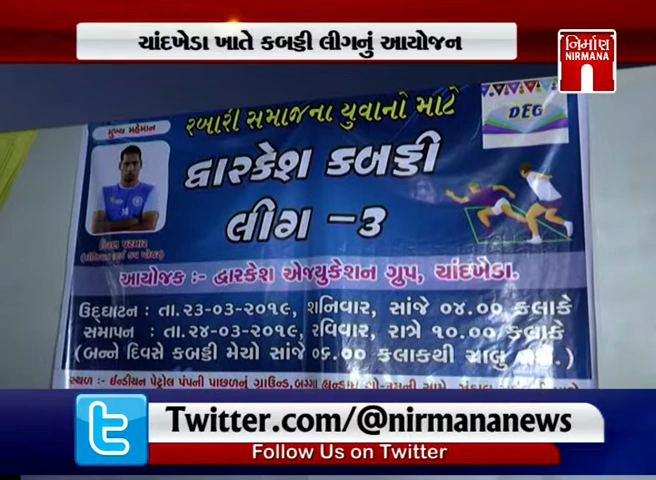 ચાંદખેડા ખાતે કબડ્ડી લીગનું આયોજન
નિર્માણ
NIRMANA
રબારી સમાજના યુવાનો માટે
મુખ્ય મહેમાન
DEG
દ્વારકેશ કબડ્ડી
લીગ -3
આયોજક :- દ્વારકેશ એજ્યુકેશન ગ્રુપ, ચાંદખેડા.
ઉદ્ઘાટન : તા.૨૩-૦૩-૨૦૧૯, શનિવાર, સાંજે ૦૪.૦૦ કલાકે
સમાપન : તા.૨૪-૦૩-૨૦૧૯, રવિવાર, રાત્રે ૧૦.૦૦ કલાકે
(બન્ને દિવસે કબડ્ડી મેચો સાંજે ૦૬.૦૦ કલાકથી ચાલુ
સ્થળ :- ઈન્ડીયન પેટ્રોલ પંપની પાછળનું ગ્રાઉન્ડ,
Twitter.com/@nirmananews
Follow Us on Twitter